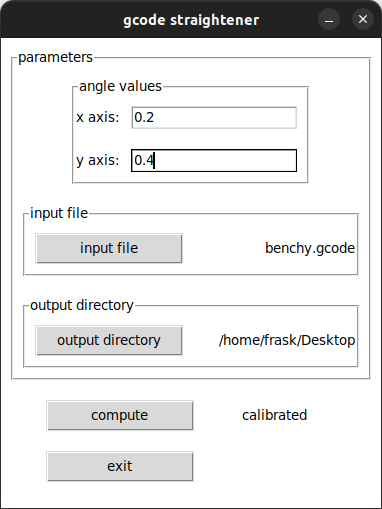 gcode straightener
parameters
angle values
x axis: 0.2
y axis: 0.4
input file
input file benchy.gcode
output directory
output directory /home/frask/Desktop
compute calibrated
exit